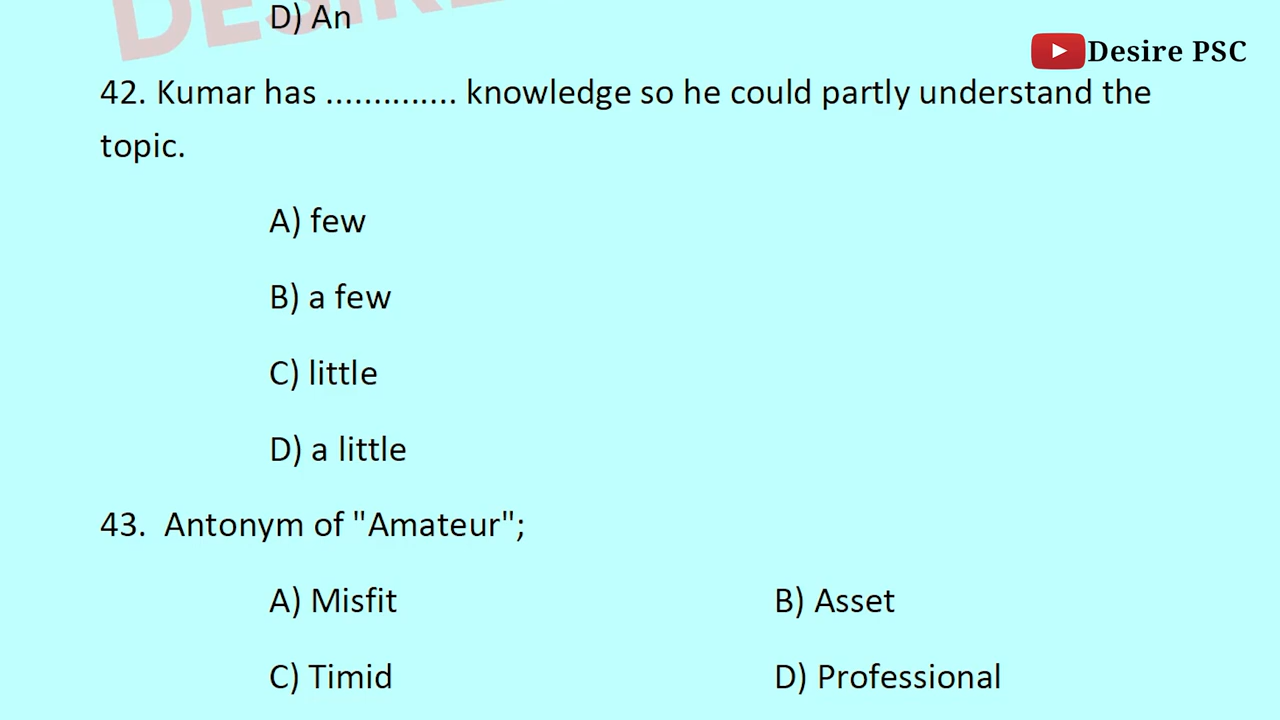 D) An
Desire PSC
42. Kumar has .............. knowledge so he could partly understand the
topic.
A) few
B) a few
C) little
D) a little
43.  Antonym of "Amateur";
A) Misfit
B) Asset
C) Timid
D) Professional